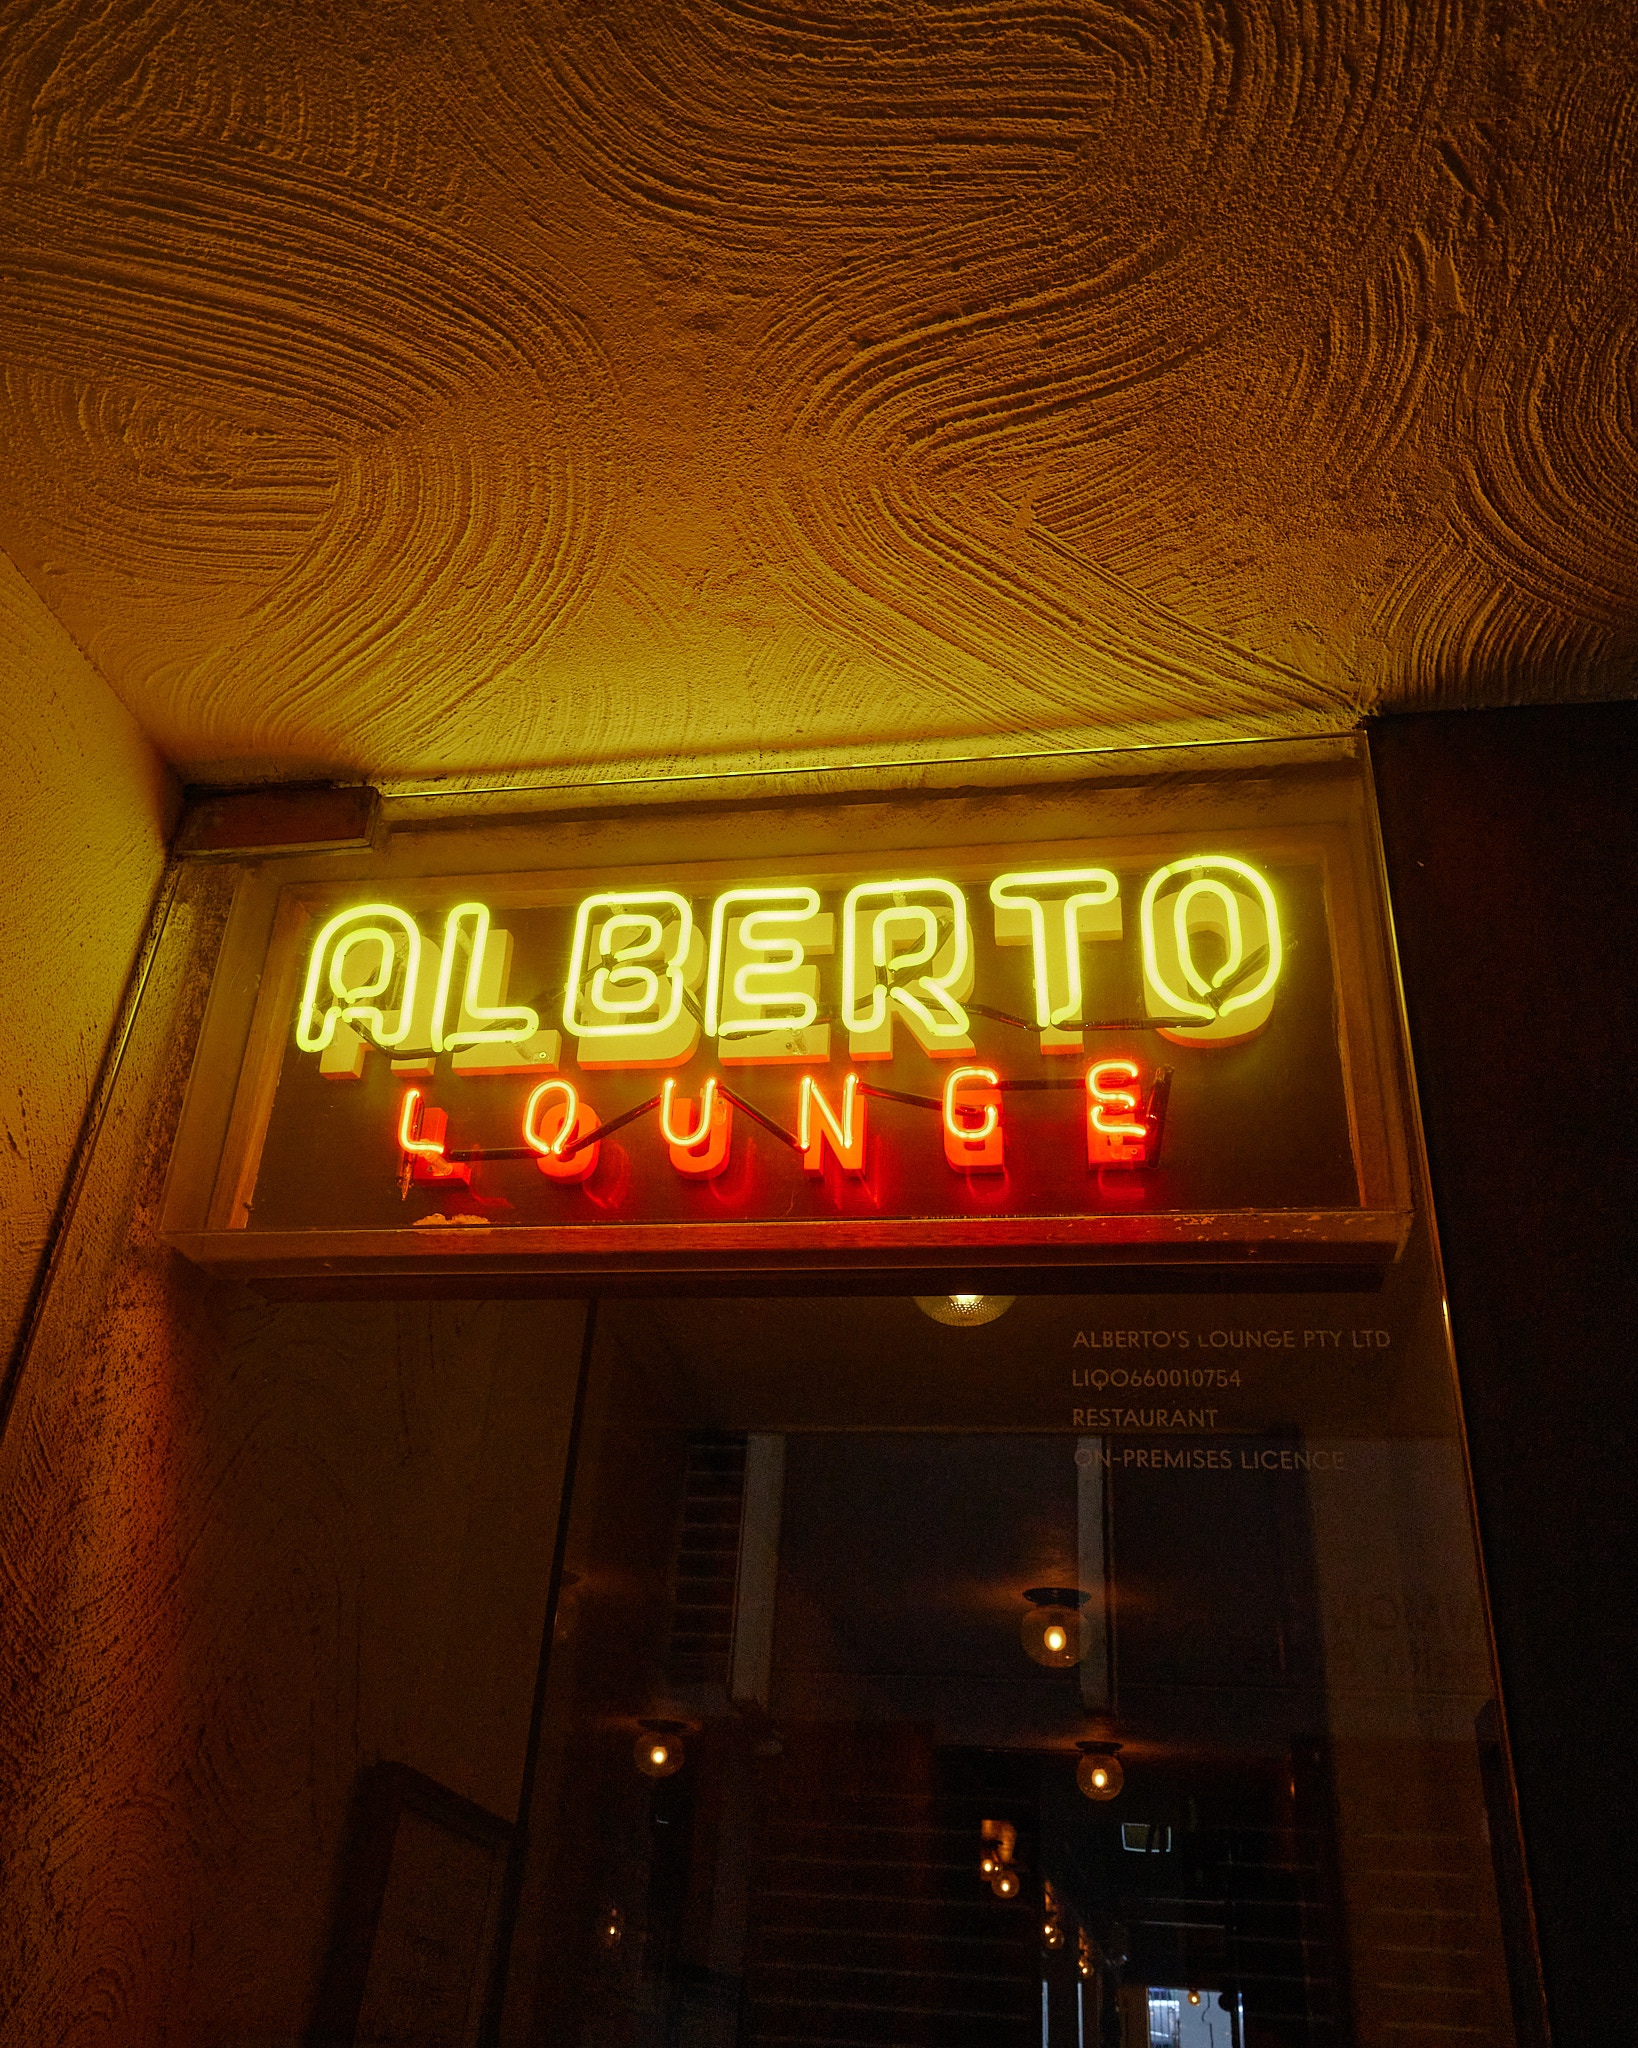 ALBERTO
LOUNGE
ALBERTO'S LOUNGE PTY LTD
LIQO660010754
RESTAURANT
ON-PREMISES LICENCE